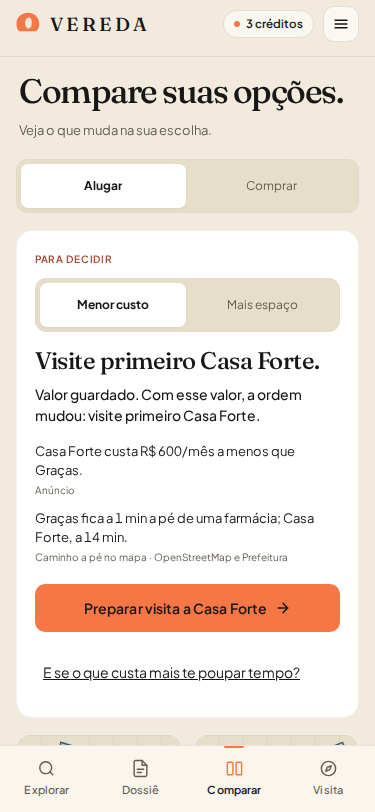 VEREDA
3 créditos
Compare suas opções.
Veja o que muda na sua escolha.
Alugar
Comprar
PARA DECIDIR
Menor custo
Mais espaço
Visite primeiro Casa Forte.
Valor guardado. Com esse valor, a ordem
mudou: visite primeiro Casa Forte.
Casa Forte custa R$ 600/mês a menos que
Graças.
Anúncio
Graças fica a 1 min a pé de uma farmácia; Casa
Forte, a 14 min.
Caminho a pé no mapa · OpenStreetMap e Prefeitura
Preparar visita a Casa Forte →
E se o que custa mais te poupar tempo?
Explorar
Dossiê
Comparar
Visita